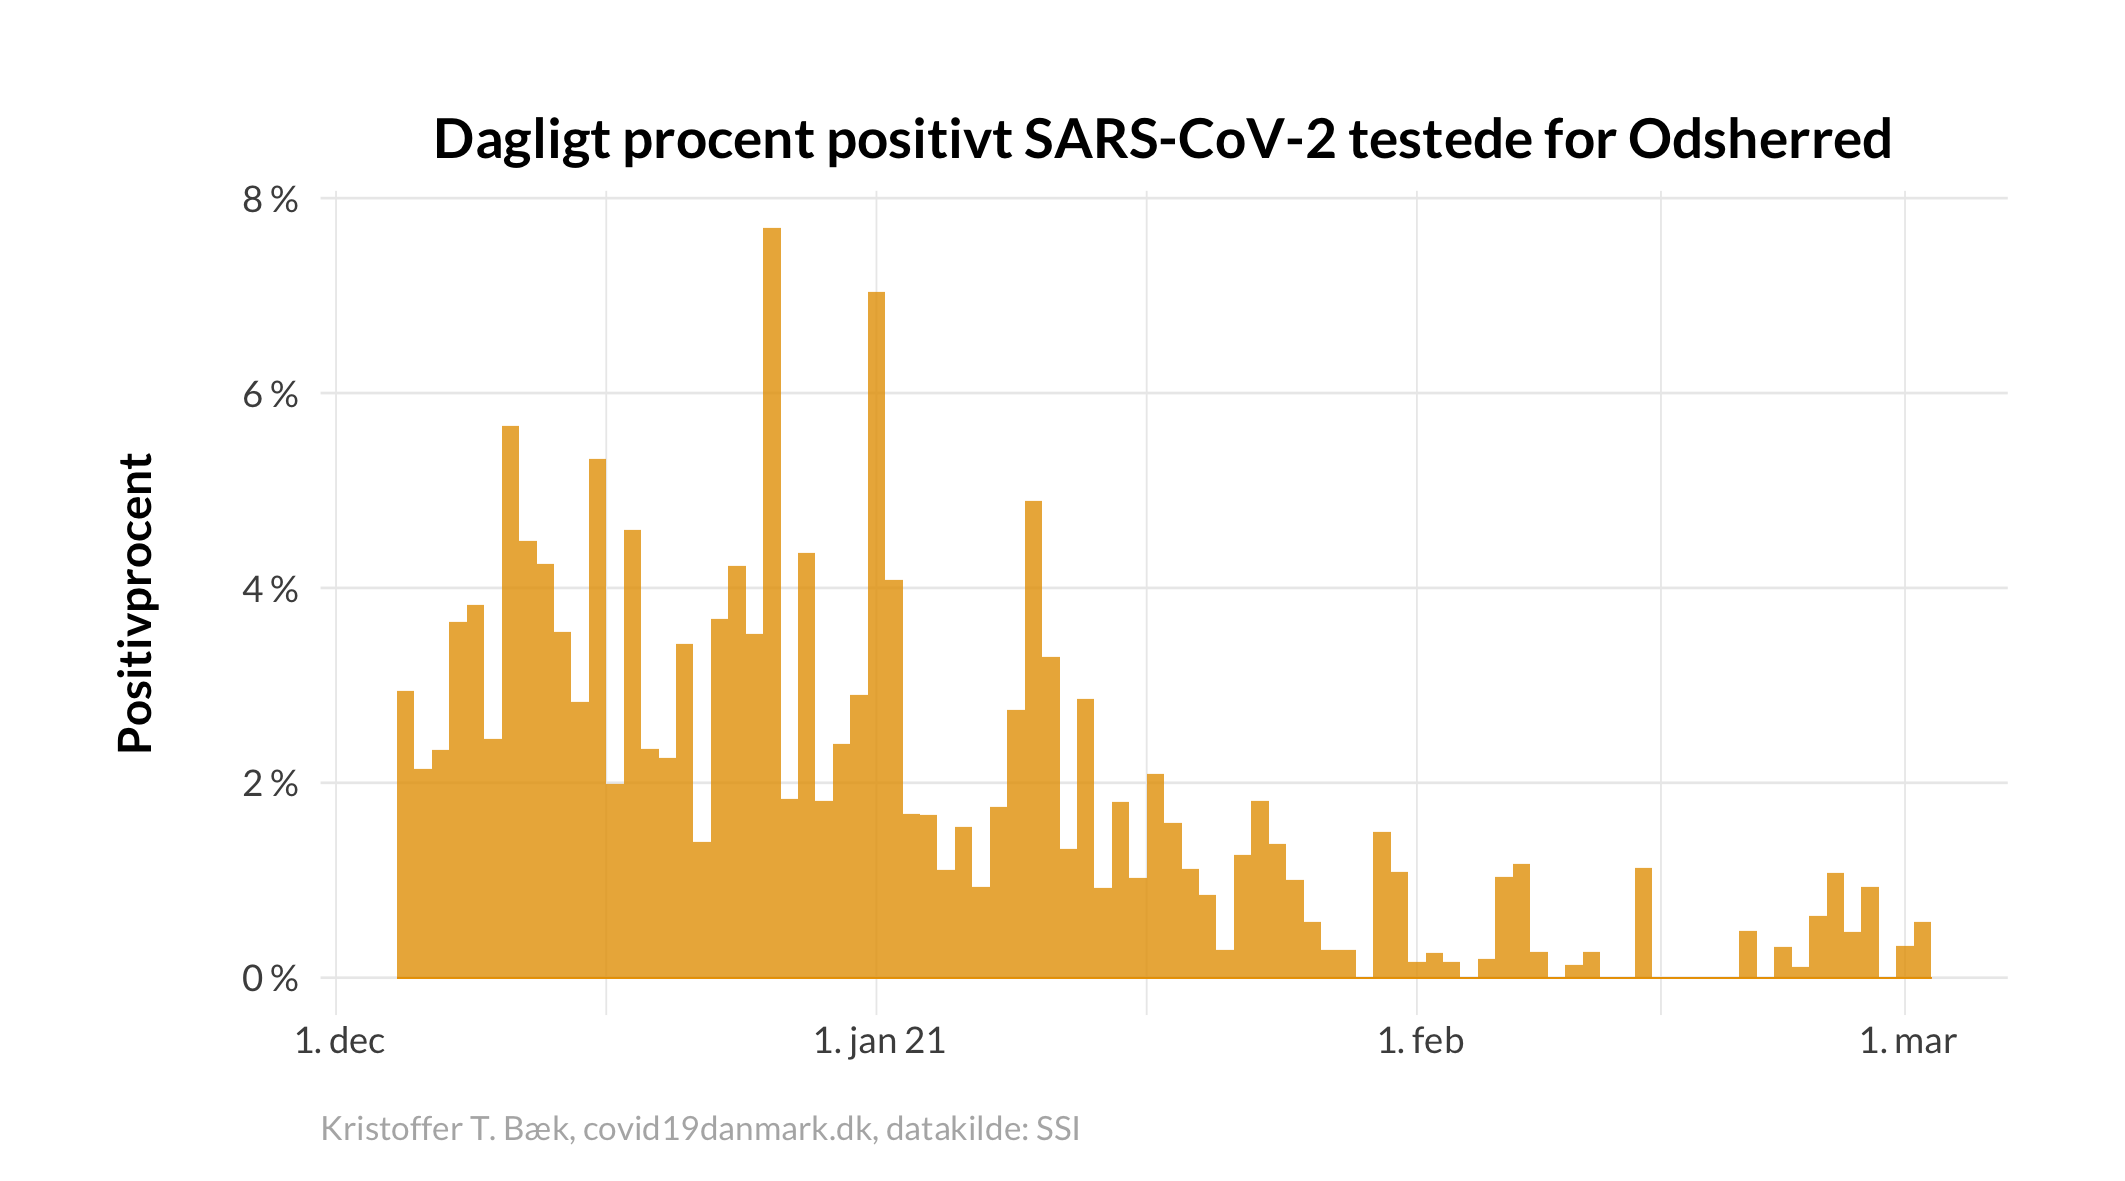 Dagligt procent positivt SARS-CoV-2 testede for Odsherred
Positivprocent
8 %
6 %
4 %
2 %
0 %
1. dec
1. jan 21
1. feb
1. mar
Kristoffer T. Bæk, covid19danmark.dk, datakilde: SSI